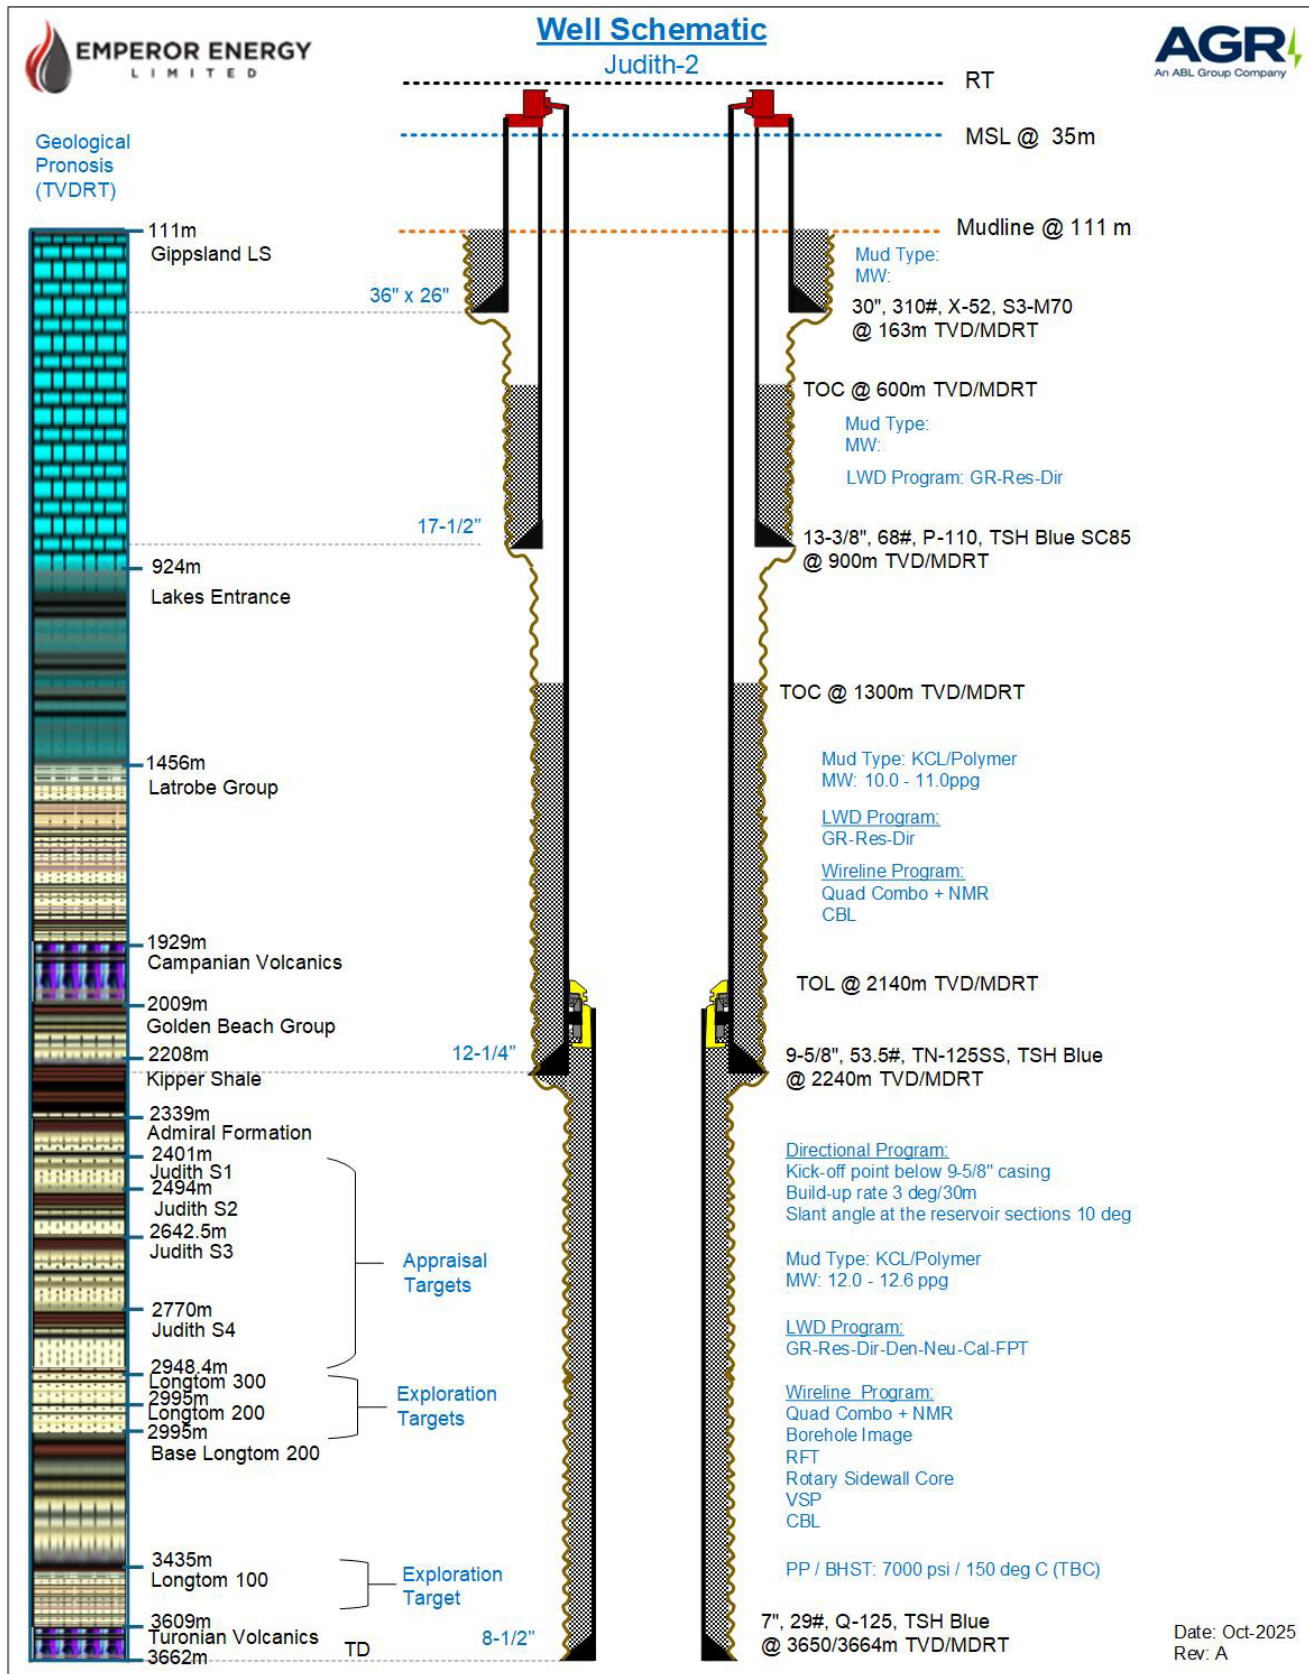 EMPEROR ENERGY
LIMITED
Well Schematic
Judith-2
AGR
An ABL Group Company
RT
MSL @ 35m
Geological
Pronosis
(TVDRT)
111m
Gippsland LS
Mudline @ 111 m
Mud Type:
MW:
36" x 26"
30", 310#, X-52, S3-M70
@ 163m TVD/MDRT
TOC @ 600m TVD/MDRT
Mud Type:
MW:
LWD Program: GR-Res-Dir
17-1/2”
13-3/8", 68#, P-110, TSH Blue SC85
@ 900m TVD/MDRT
924m
Lakes Entrance
TOC @ 1300m TVD/MDRT
1456m
Latrobe Group
Mud Type: KCL/Polymer
MW: 10.0 - 11.0ppg
LWD Program:
GR-Res-Dir
Wireline Program:
Quad Combo + NMR
CBL
1929m
Campanian Volcanics
TOL @ 2140m TVD/MDRT
2009m
Golden Beach Group
2208m
Kipper Shale
12-1/4”
9-5/8", 53.5#, TN-125SS, TSH Blue
@ 2240m TVD/MDRT
2339m
Admiral Formation
2401m
Judith S1
2494m
Judith S2
2642.5m
Judith S3
2770m
Judith S4
Appraisal
Targets
2948.4m
Longtom 300
2995m
Longtom 200
2995m
Base Longtom 200
Exploration
Targets
Directional Program:
Kick-off point below 9-5/8" casing
Build-up rate 3 deg/30m
Slant angle at the reservoir sections 10 deg
Mud Type: KCL/Polymer
MW: 12.0 - 12.6 ppg
LWD Program:
GR-Res-Dir-Den-Neu-Cal-FPT
Wireline Program:
Quad Combo + NMR
Borehole Image
RFT
Rotary Sidewall Core
VSP
CBL
PP / BHST: 7000 psi / 150 deg C (TBC)
3435m
Longtom 100
Exploration
Target
3609m
Turonian Volcanics
3662m
TD
8-1/2”
7", 29#, Q-125, TSH Blue
@ 3650/3664m TVD/MDRT
Date: Oct-2025
Rev: A